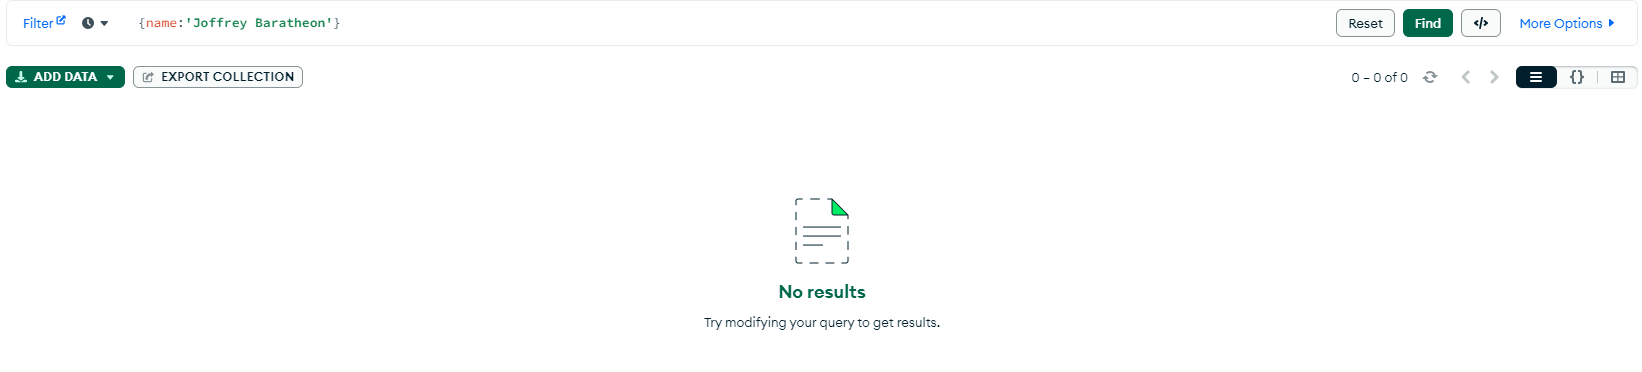 Filter {name:'Joffrey Baratheon'} Reset Find </> More Options
ADD DATA EXPORT COLLECTION 0 – 0 of 0 {}
No results
Try modifying your query to get results.